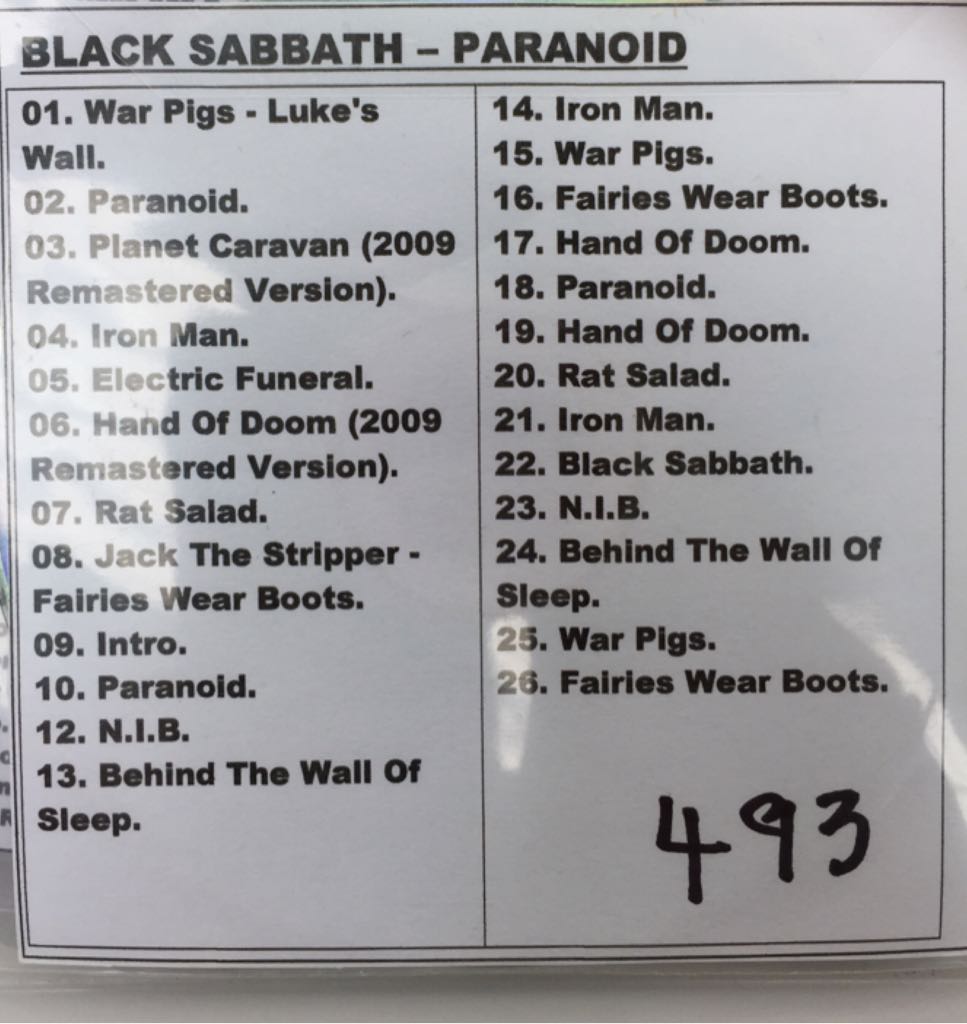 BLACK SABBATH – PARANOID
01. War Pigs - Luke's
Wall.
02. Paranoid.
03. Planet Caravan (2009
Remastered Version).
04. Iron Man.
05. Electric Funeral.
06. Hand Of Doom (2009
Remastered Version).
07. Rat Salad.
08. Jack The Stripper -
Fairies Wear Boots.
09. Intro.
10. Paranoid.
12. N.I.B.
13. Behind The Wall Of
Sleep.
14. Iron Man.
15. War Pigs.
16. Fairies Wear Boots.
17. Hand Of Doom.
18. Paranoid.
19. Hand Of Doom.
20. Rat Salad.
21. Iron Man.
22. Black Sabbath.
23. N.I.B.
24. Behind The Wall Of
Sleep.
25. War Pigs.
26. Fairies Wear Boots.
493